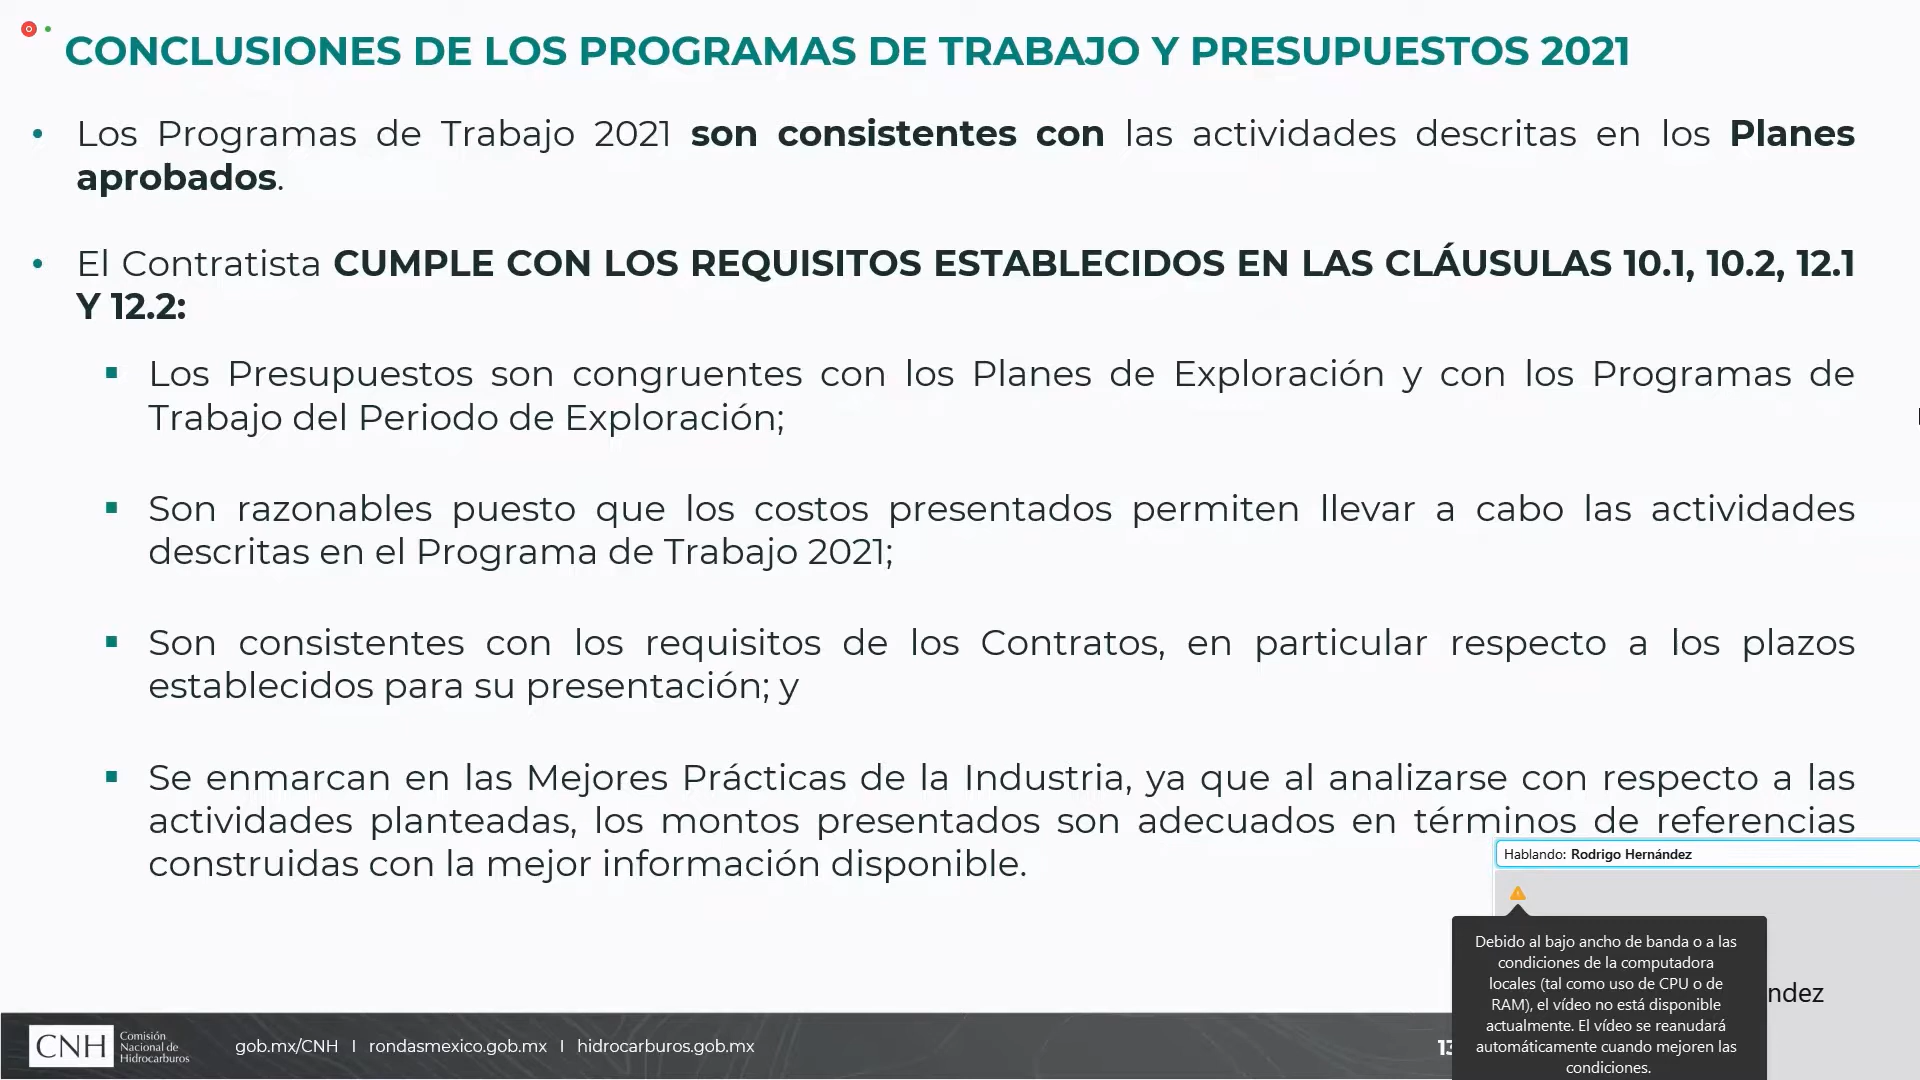 CONCLUSIONES DE LOS PROGRAMAS DE TRABAJO Y PRESUPUESTOS 2021
• Los Programas de Trabajo 2021 son consistentes con las actividades descritas en los Planes
aprobados.
• El Contratista CUMPLE CON LOS REQUISITOS ESTABLECIDOS EN LAS CLÁUSULAS 10.1, 10.2, 12.1
Y 12.2:
▪ Los Presupuestos son congruentes con los Planes de Exploración y con los Programas de
Trabajo del Periodo de Exploración;
▪ Son razonables puesto que los costos presentados permiten llevar a cabo las actividades
descritas en el Programa de Trabajo 2021;
▪ Son consistentes con los requisitos de los Contratos, en particular respecto a los plazos
establecidos para su presentación; y
▪ Se enmarcan en las Mejores Prácticas de la Industria, ya que al analizarse con respecto a las
actividades planteadas, los montos presentados son adecuados en términos de referencias
construidas con la mejor información disponible.
Hablando: Rodrigo Hernández
Debido al bajo ancho de banda o a las
condiciones de la computadora
locales (tal como uso de CPU o de
RAM), el vídeo no está disponible
actualmente. El vídeo se reanudará
automáticamente cuando mejoren las
condiciones.
ndez
CNH
Comisión
Nacional de
Hidrocarburos
gob.mx/CNH I rondasmexico.gob.mx I hidrocarburos.gob.mx